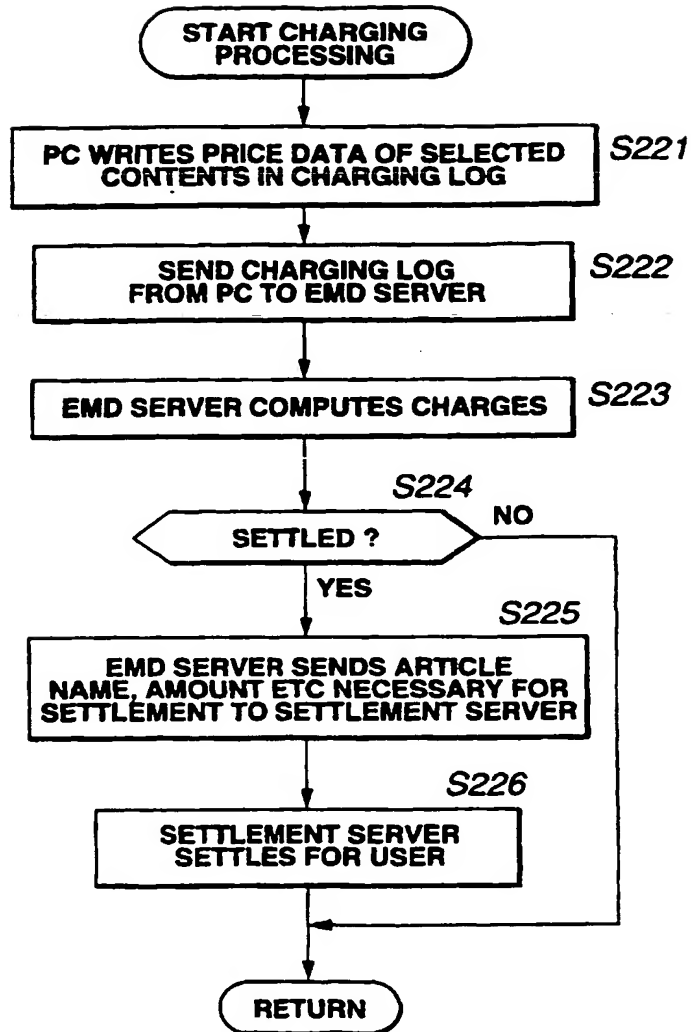 START CHARGING
PROCESSING
PC WRITES PRICE DATA OF SELECTED
CONTENTS IN CHARGING LOG
S221
SEND CHARGING LOG
FROM PC TO EMD SERVER
S222
EMD SERVER COMPUTES CHARGES
S223
S224
SETTLED ?
NO
YES
S225
EMD SERVER SENDS ARTICLE
NAME, AMOUNT ETC NECESSARY FOR
SETTLEMENT TO SETTLEMENT SERVER
S226
SETTLEMENT SERVER
SETTLES FOR USER
RETURN